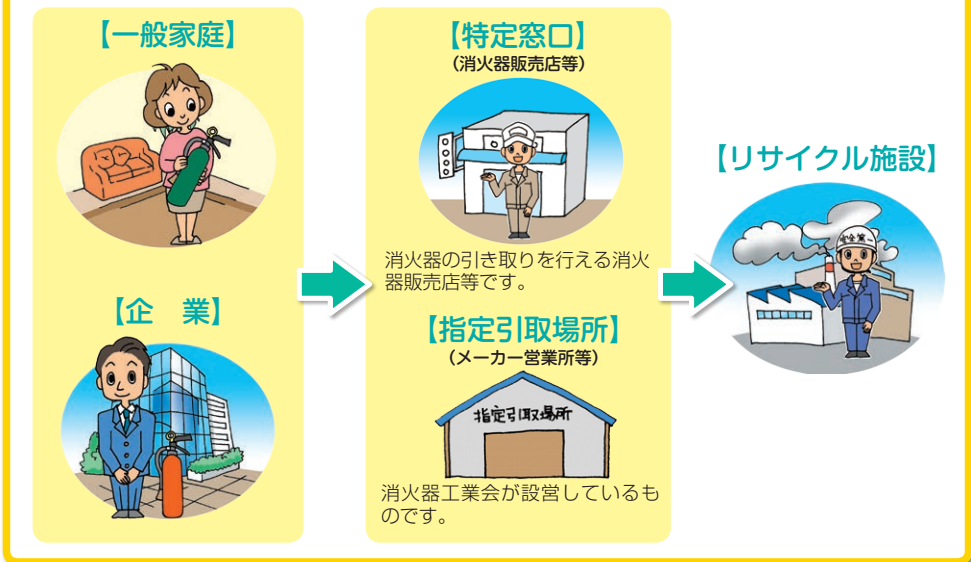 【一般家庭】
【企　業】
【特定窓口】
(消火器販売店等)
消火器の引き取りを行える消火
器販売店等です。
【指定引取場所】
(メーカー営業所等)
指定引取場所
消火器工業会が設営しているも
のです。
【リサイクル施設】
安全第一